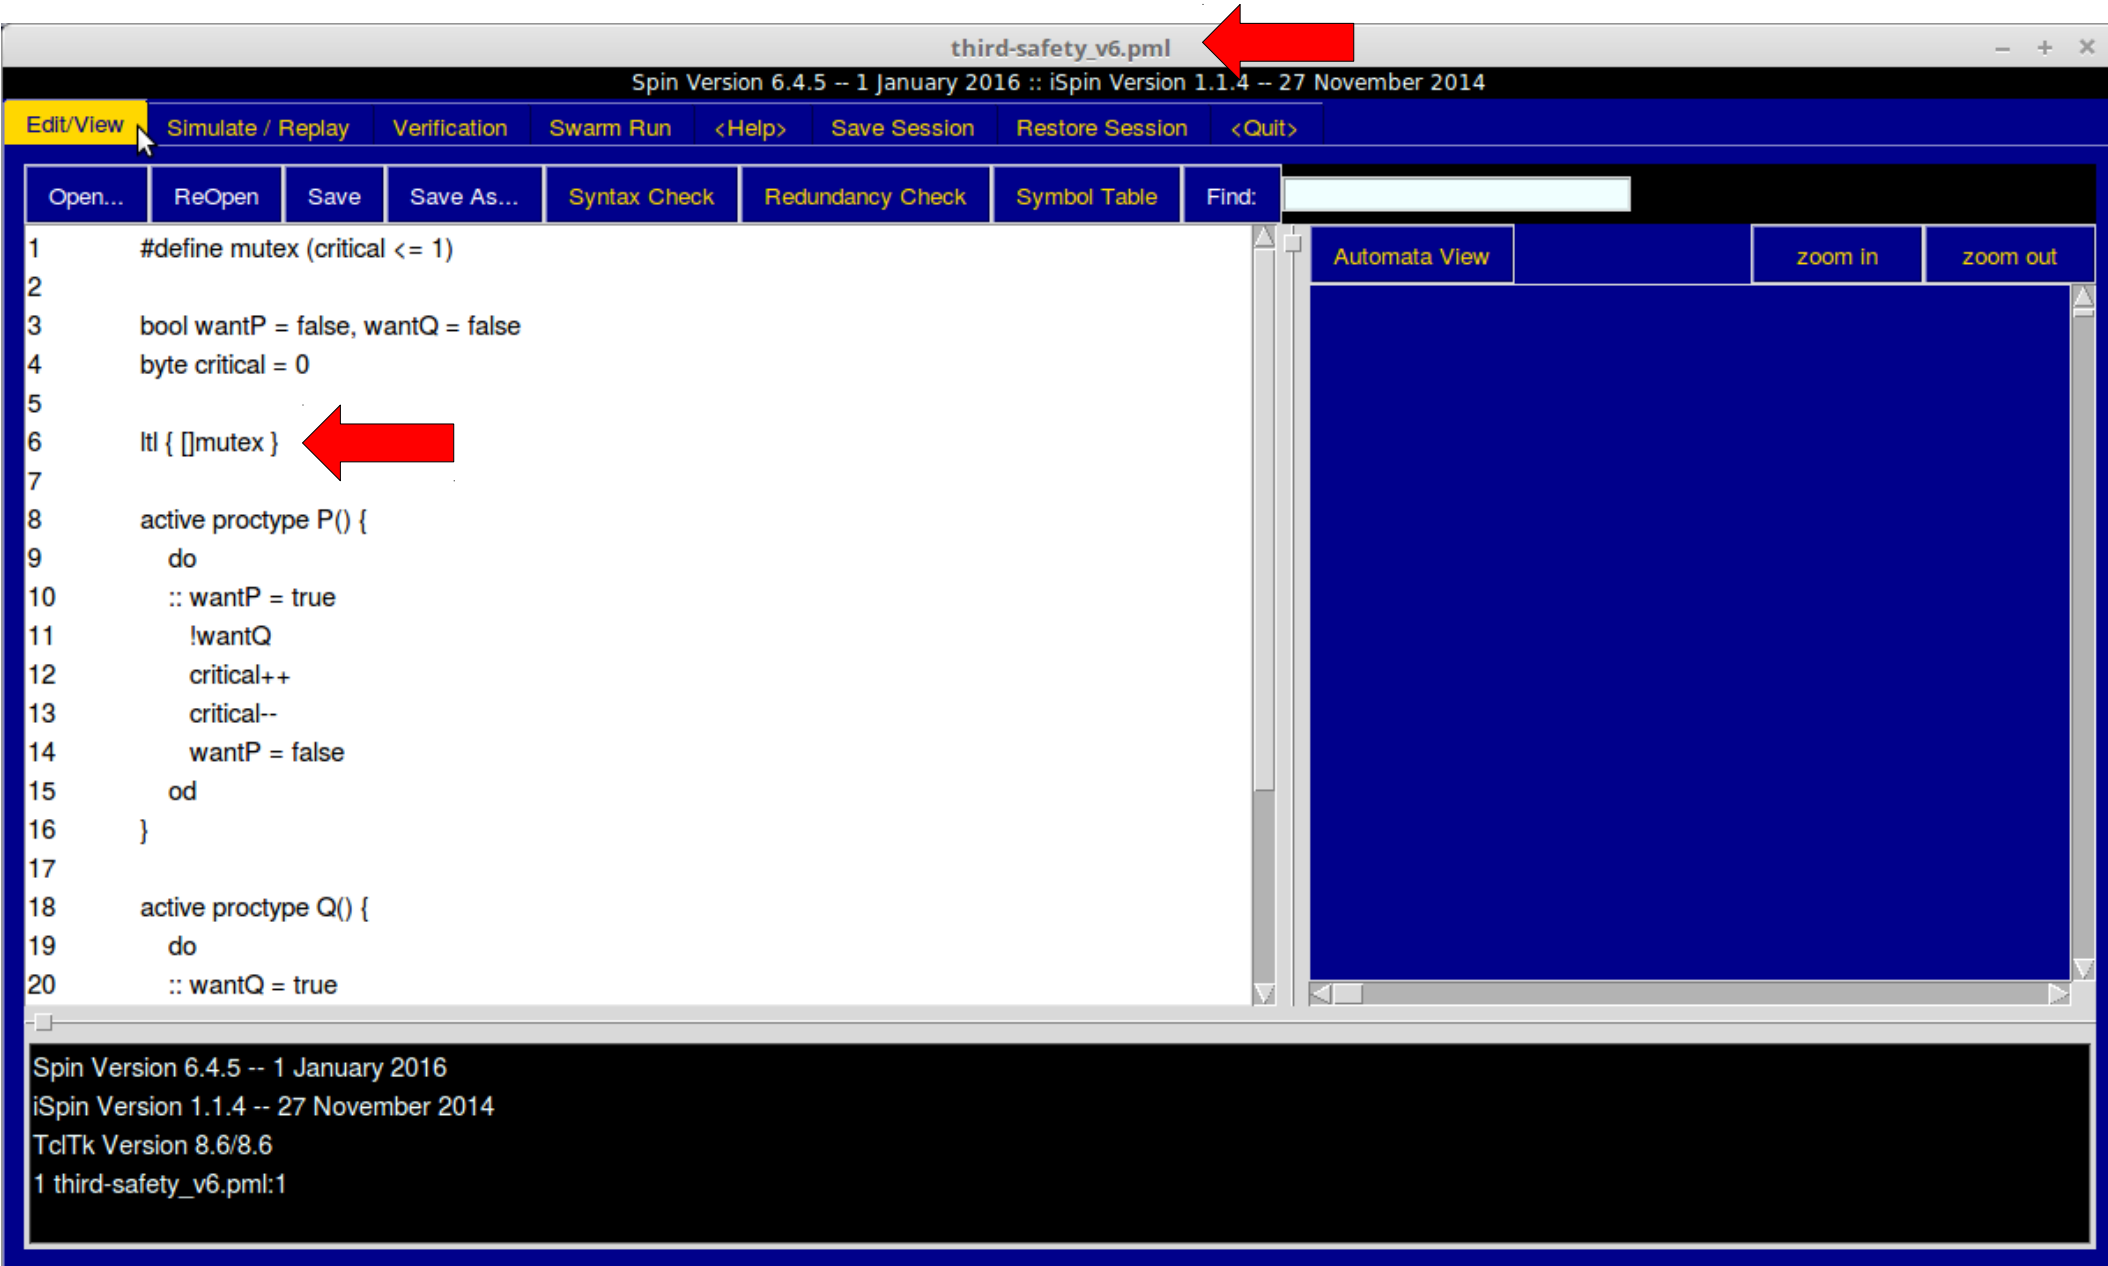 third-safety_v6.pml
Spin Version 6.4.5 -- 1 January 2016 :: iSpin Version 1.1.4 -- 27 November 2014
Edit/View Simulate / Replay Verification Swarm Run <Help> Save Session Restore Session <Quit>
Open... ReOpen Save Save As... Syntax Check Redundancy Check Symbol Table Find:
Automata View zoom in zoom out
1 #define mutex (critical <= 1)
2
3 bool wantP = false, wantQ = false
4 byte critical = 0
5
6 ltl { []mutex }
7
8 active proctype P() {
9 do
10 :: wantP = true
11 !wantQ
12 critical++
13 critical--
14 wantP = false
15 od
16 }
17
18 active proctype Q() {
19 do
20 :: wantQ = true
Spin Version 6.4.5 -- 1 January 2016
iSpin Version 1.1.4 -- 27 November 2014
TclTk Version 8.6/8.6
1 third-safety_v6.pml:1